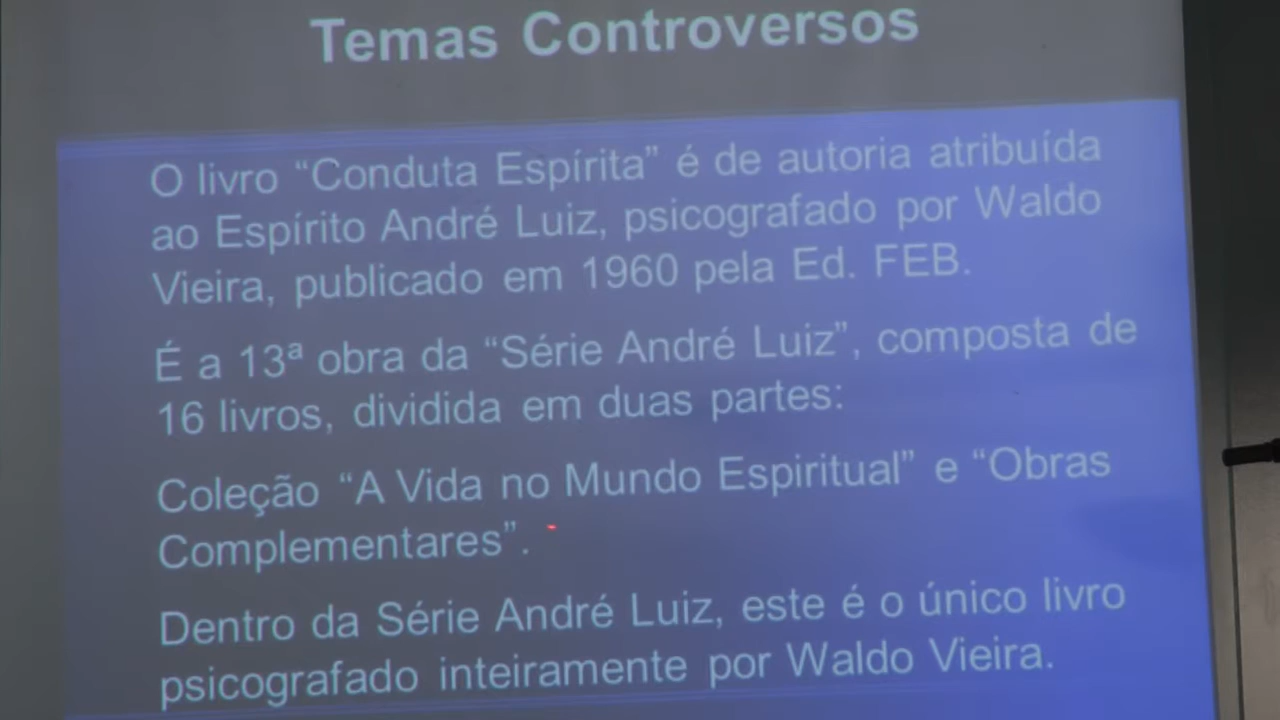 Temas Controversos
O livro “Conduta Espírita” é de autoria atribuída
ao Espírito André Luiz, psicografado por Waldo
Vieira, publicado em 1960 pela Ed. FEB.
É a 13ª obra da “Série André Luiz”, composta de
16 livros, dividida em duas partes:
Coleção “A Vida no Mundo Espiritual” e “Obras
Complementares”.
Dentro da Série André Luiz, este é o único livro
psicografado inteiramente por Waldo Vieira.